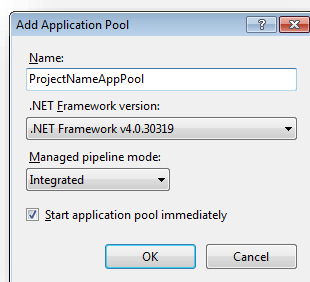 Add Application Pool
Name:
ProjectNameAppPool
.NET Framework version:
.NET Framework v4.0.30319
Managed pipeline mode:
Integrated
Start application pool immediately
OK
Cancel